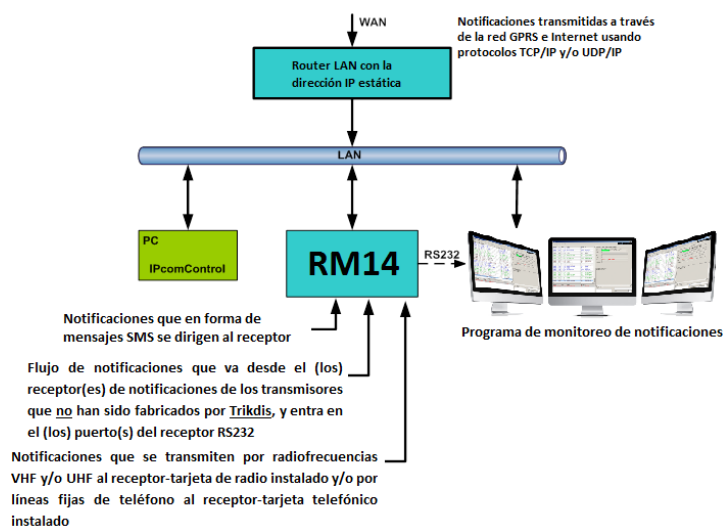 WAN
Notificaciones transmitidas a través
de la red GPRS e Internet usando
protocolos TCP/IP y/o UDP/IP
Router LAN con la
dirección IP estática
LAN
PC
IPcomControl
RM14
RS232
Notificaciones que en forma de
mensajes SMS se dirigen al receptor
Programa de monitoreo de notificaciones
Flujo de notificaciones que va desde el (los)
receptor(es) de notificaciones de los transmisores
que no han sido fabricados por Trikdis, y entra en
el (los) puerto(s) del receptor RS232
Notificaciones que se transmiten por radiofrecuencias
VHF y/o UHF al receptor-tarjeta de radio instalado y/o por
líneas fijas de teléfono al receptor-tarjeta telefónico
instalado